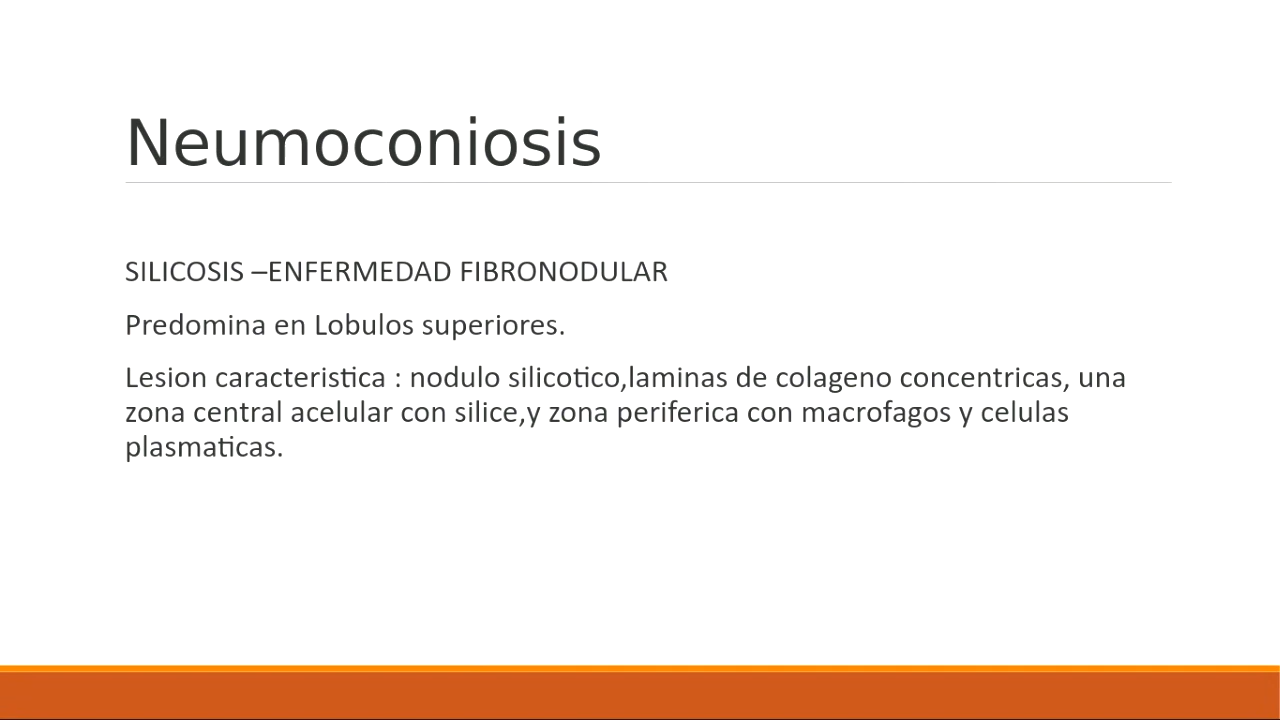 Neumoconiosis
SILICOSIS –ENFERMEDAD FIBRONODULAR
Predomina en Lobulos superiores.
Lesion caracteristica : nodulo silicotico,laminas de colageno concentricas, una
zona central acelular con silice,y zona periferica con macrofagos y celulas
plasmaticas.